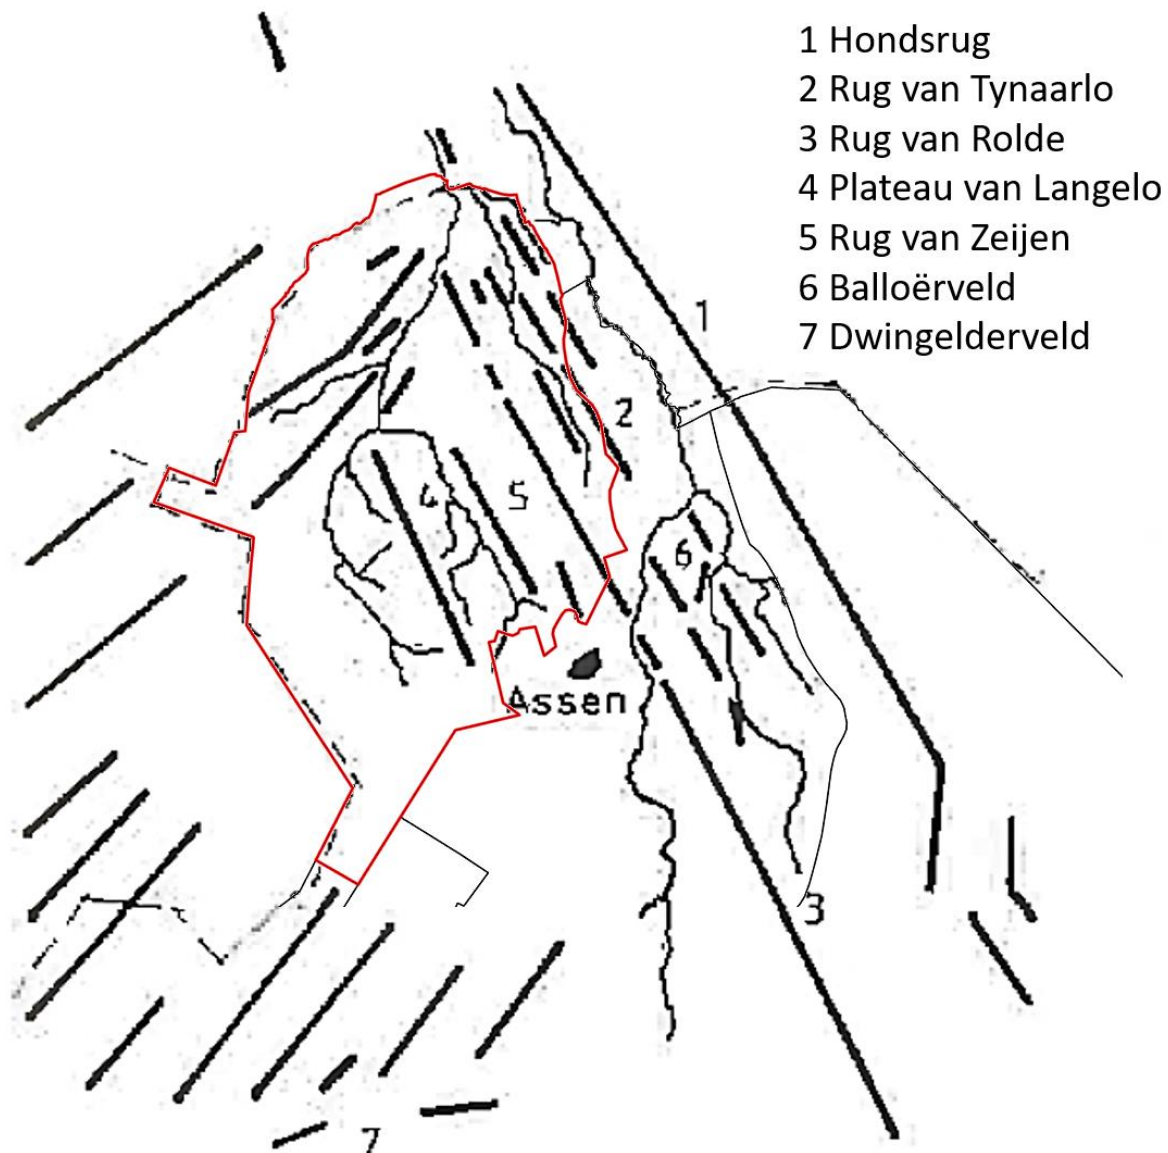 1 Hondsrug
2 Rug van Tynaarlo
3 Rug van Rolde
4 Plateau van Langelo
5 Rug van Zeijen
6 Balloërveld
7 Dwingelderveld
1
2
4
5
6
Assen
3
7